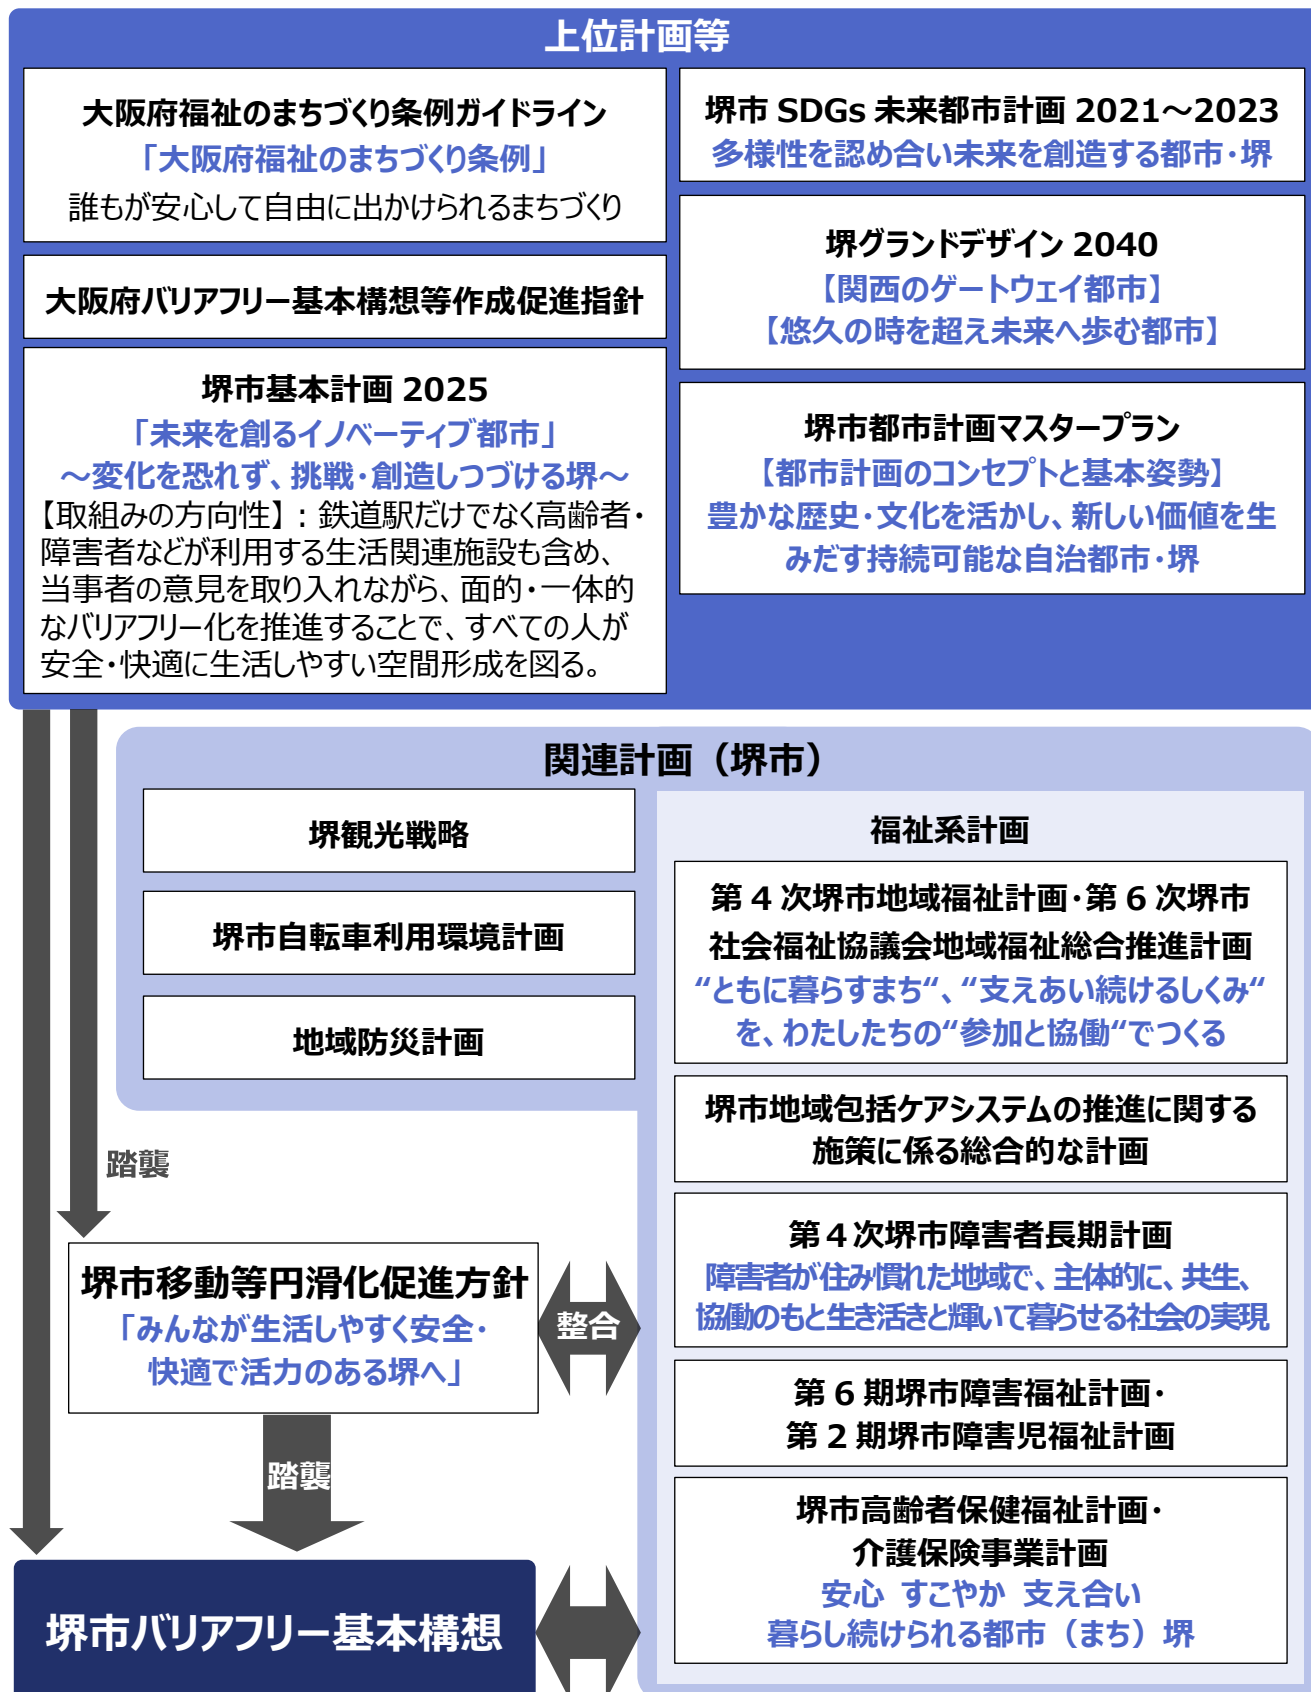 上位計画等
大阪府福祉のまちづくり条例ガイドライン
「大阪府福祉のまちづくり条例」
誰もが安心して自由に出かけられるまちづくり
大阪府バリアフリー基本構想等作成促進指針
堺市基本計画 2025
「未来を創るイノベーティブ都市」
～変化を恐れず、挑戦・創造しつづける堺～
【取組みの方向性】：鉄道駅だけでなく高齢者・
障害者などが利用する生活関連施設も含め、
当事者の意見を取り入れながら、面的・一体的
なバリアフリー化を推進することで、すべての人が
安全・快適に生活しやすい空間形成を図る。
堺市 SDGs 未来都市計画 2021～2023
多様性を認め合い未来を創造する都市・堺
堺グランドデザイン 2040
【関西のゲートウェイ都市】
【悠久の時を超え未来へ歩む都市】
堺市都市計画マスタープラン
【都市計画のコンセプトと基本姿勢】
豊かな歴史・文化を活かし、新しい価値を生
みだす持続可能な自治都市・堺
関連計画（堺市）
堺観光戦略
堺市自転車利用環境計画
地域防災計画
福祉系計画
第 4 次堺市地域福祉計画・第 6 次堺市
社会福祉協議会地域福祉総合推進計画
“ともに暮らすまち“、“支えあい続けるしくみ“
を、わたしたちの“参加と協働“でつくる
堺市地域包括ケアシステムの推進に関する
施策に係る総合的な計画
第４次堺市障害者長期計画
障害者が住み慣れた地域で、主体的に、共生、
協働のもと生き活きと輝いて暮らせる社会の実現
第 6 期堺市障害福祉計画・
第 2 期堺市障害児福祉計画
堺市高齢者保健福祉計画・
介護保険事業計画
安心 すこやか 支え合い
暮らし続けられる都市（まち）堺
踏襲
堺市移動等円滑化促進方針
「みんなが生活しやすく安全・
快適で活力のある堺へ」
整合
踏襲
堺市バリアフリー基本構想